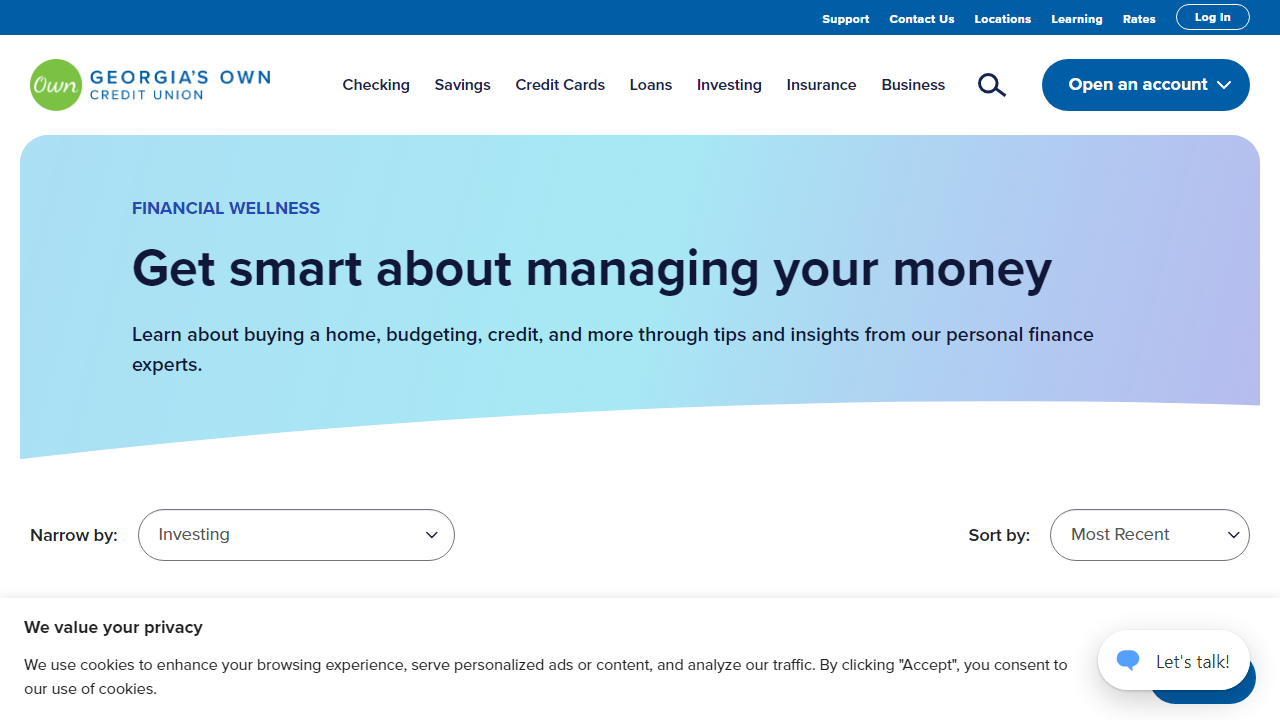 Support Contact Us Locations Learning Rates Log In
Own GEORGIA'S OWN
CREDIT UNION
Checking Savings Credit Cards Loans Investing Insurance Business Open an account
FINANCIAL WELLNESS
Get smart about managing your money
Learn about buying a home, budgeting, credit, and more through tips and insights from our personal finance
experts.
Narrow by: Investing Sort by: Most Recent
We value your privacy
We use cookies to enhance your browsing experience, serve personalized ads or content, and analyze our traffic. By clicking "Accept", you consent to
our use of cookies.
Let's talk!